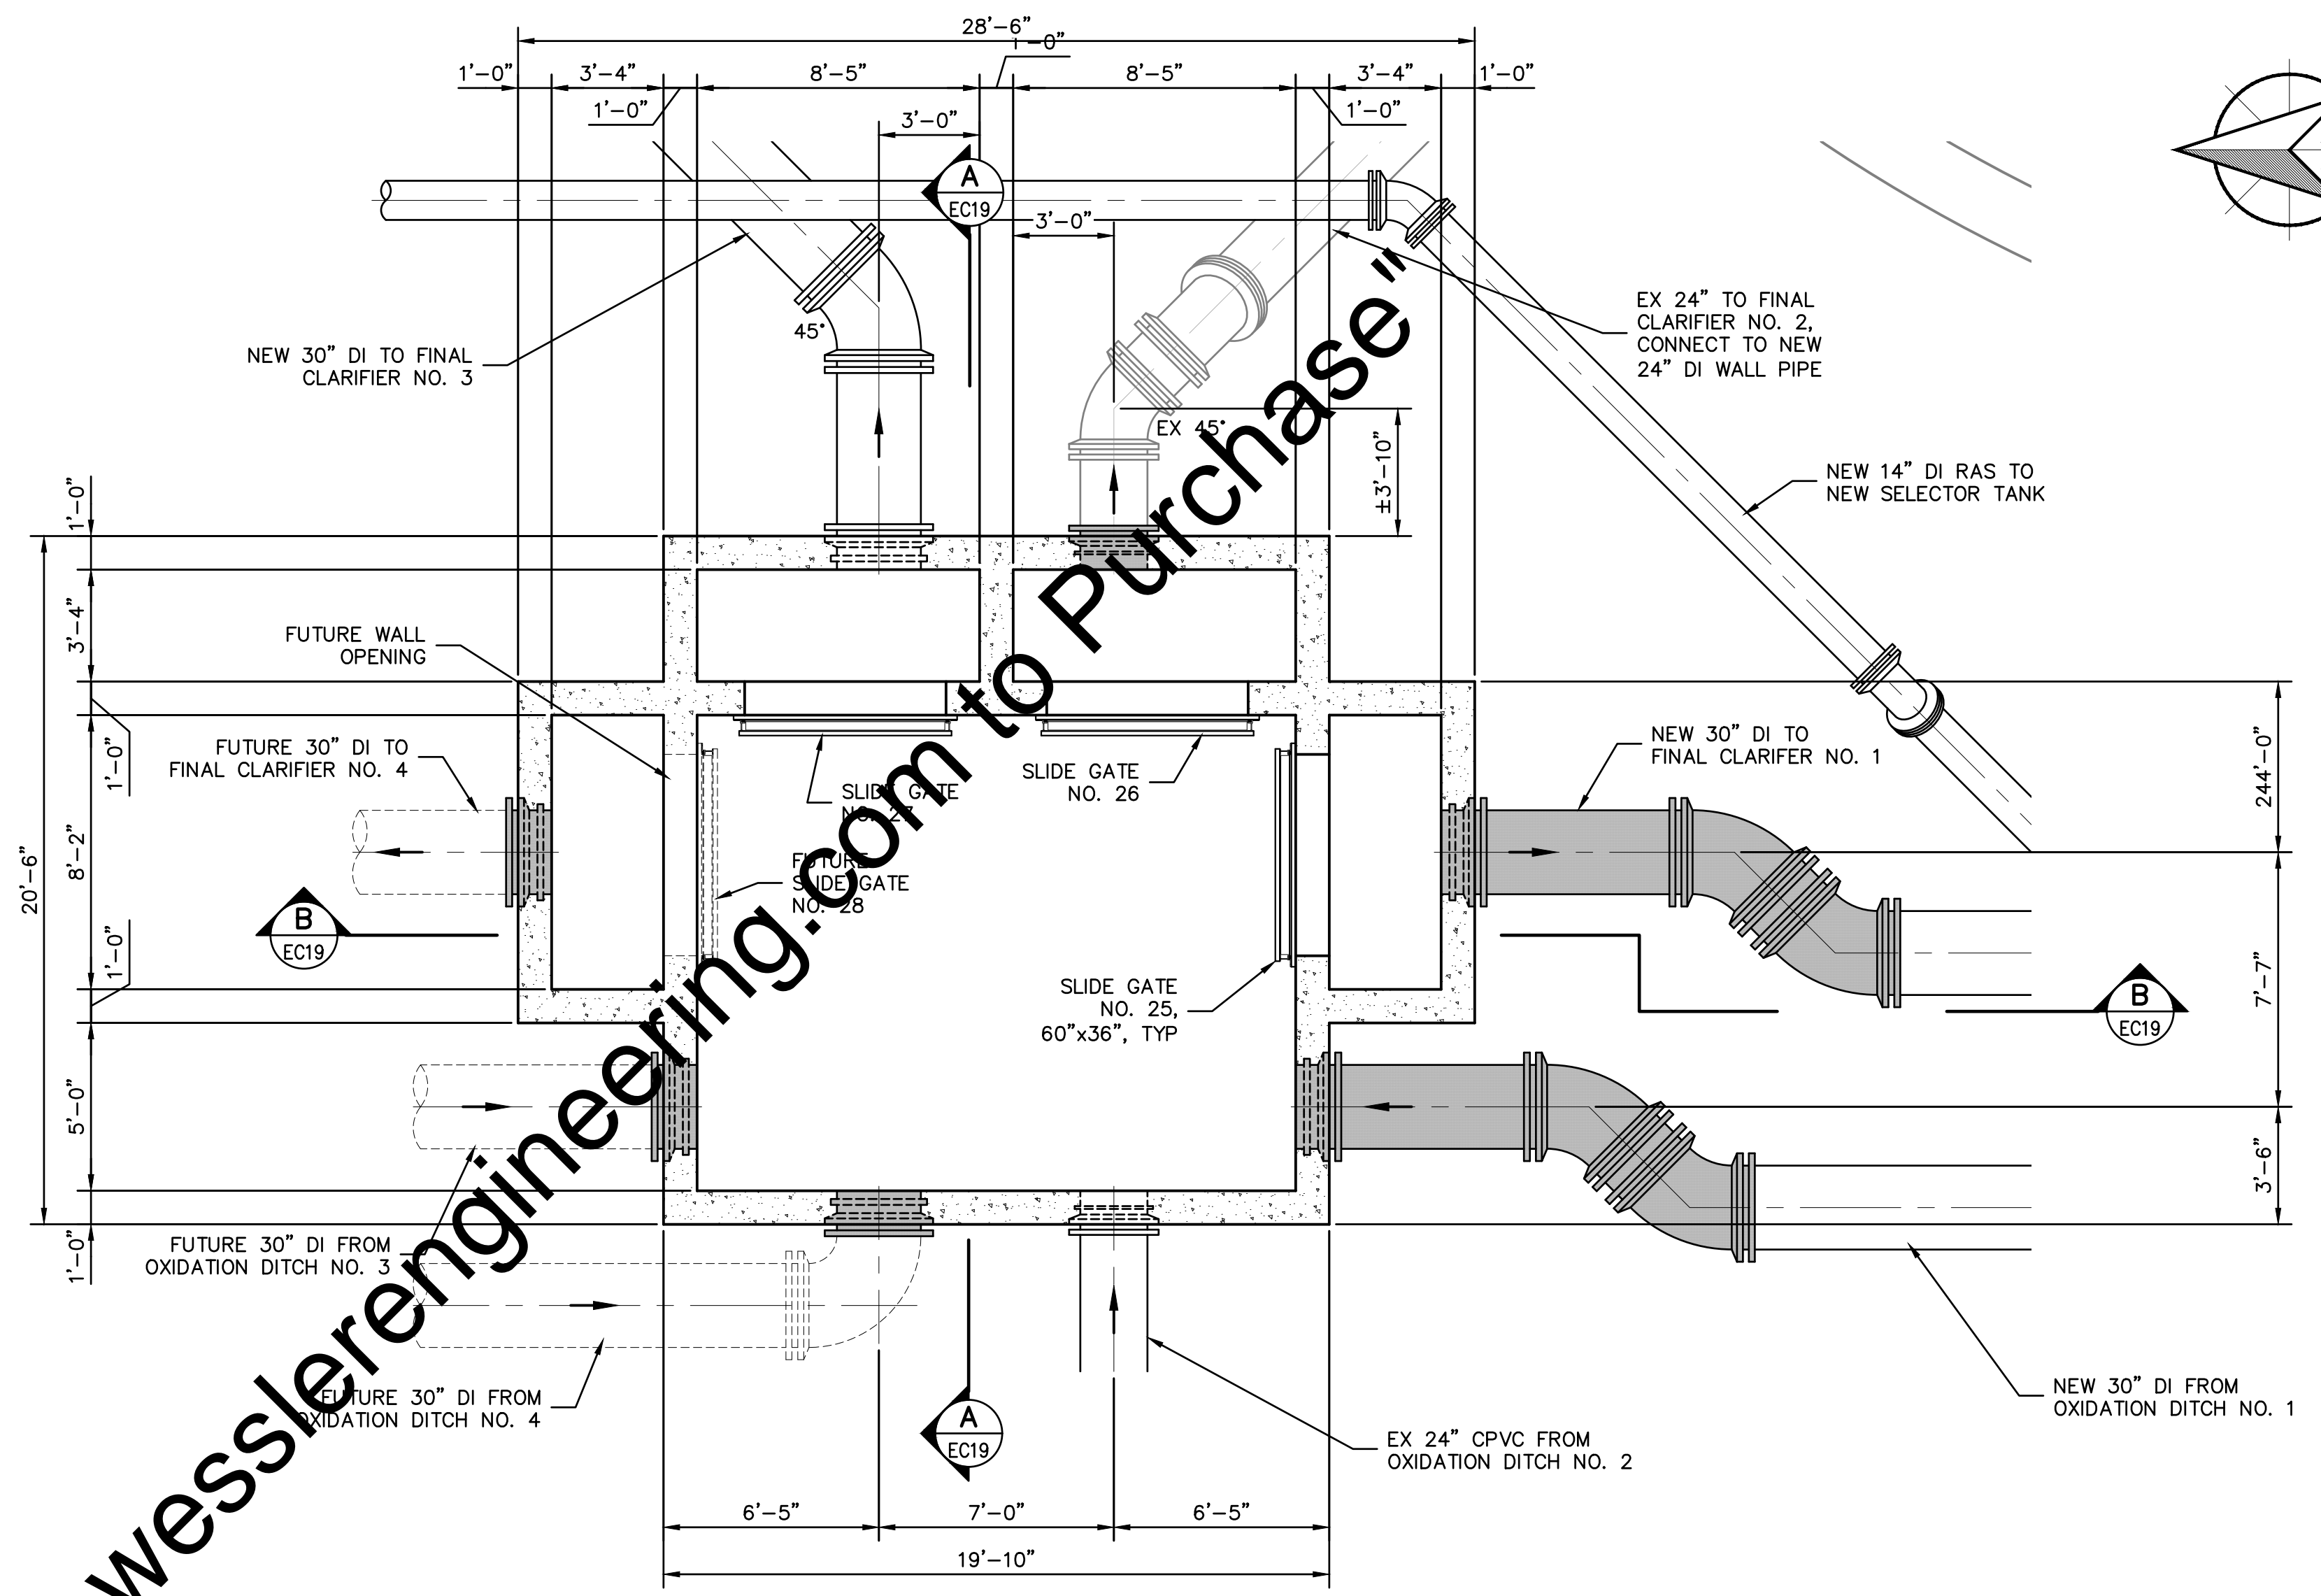 28'-6"
1'-0"
1'-0"
3'-4"
8'-5"
8'-5"
3'-4"
1'-0"
1'-0"
1'-0"
3'-0"
A
EC19
3'-0"
45°
NEW 30" DI TO FINAL
CLARIFIER NO. 3
EX 24" TO FINAL
CLARIFIER NO. 2,
CONNECT TO NEW
24" DI WALL PIPE
EX 45°
±3'-10"
NEW 14" DI RAS TO
NEW SELECTOR TANK
1'-0"
3'-4"
1'-0"
8'-2"
20'-6"
1'-0"
5'-0"
1'-0"
FUTURE WALL
OPENING
FUTURE 30" DI TO
FINAL CLARIFIER NO. 4
SLIDE GATE
NO. 27
SLIDE GATE
NO. 26
FUTURE
SLIDE GATE
NO. 28
NEW 30" DI TO
FINAL CLARIFER NO. 1
244'-0"
7'-7"
3'-6"
B
EC19
SLIDE GATE
NO. 25,
60"x36", TYP
B
EC19
FUTURE 30" DI FROM
OXIDATION DITCH NO. 3
FUTURE 30" DI FROM
OXIDATION DITCH NO. 4
A
EC19
EX 24" CPVC FROM
OXIDATION DITCH NO. 2
NEW 30" DI FROM
OXIDATION DITCH NO. 1
6'-5"
7'-0"
6'-5"
19'-10"
wesslerengineering.com to Purchase"